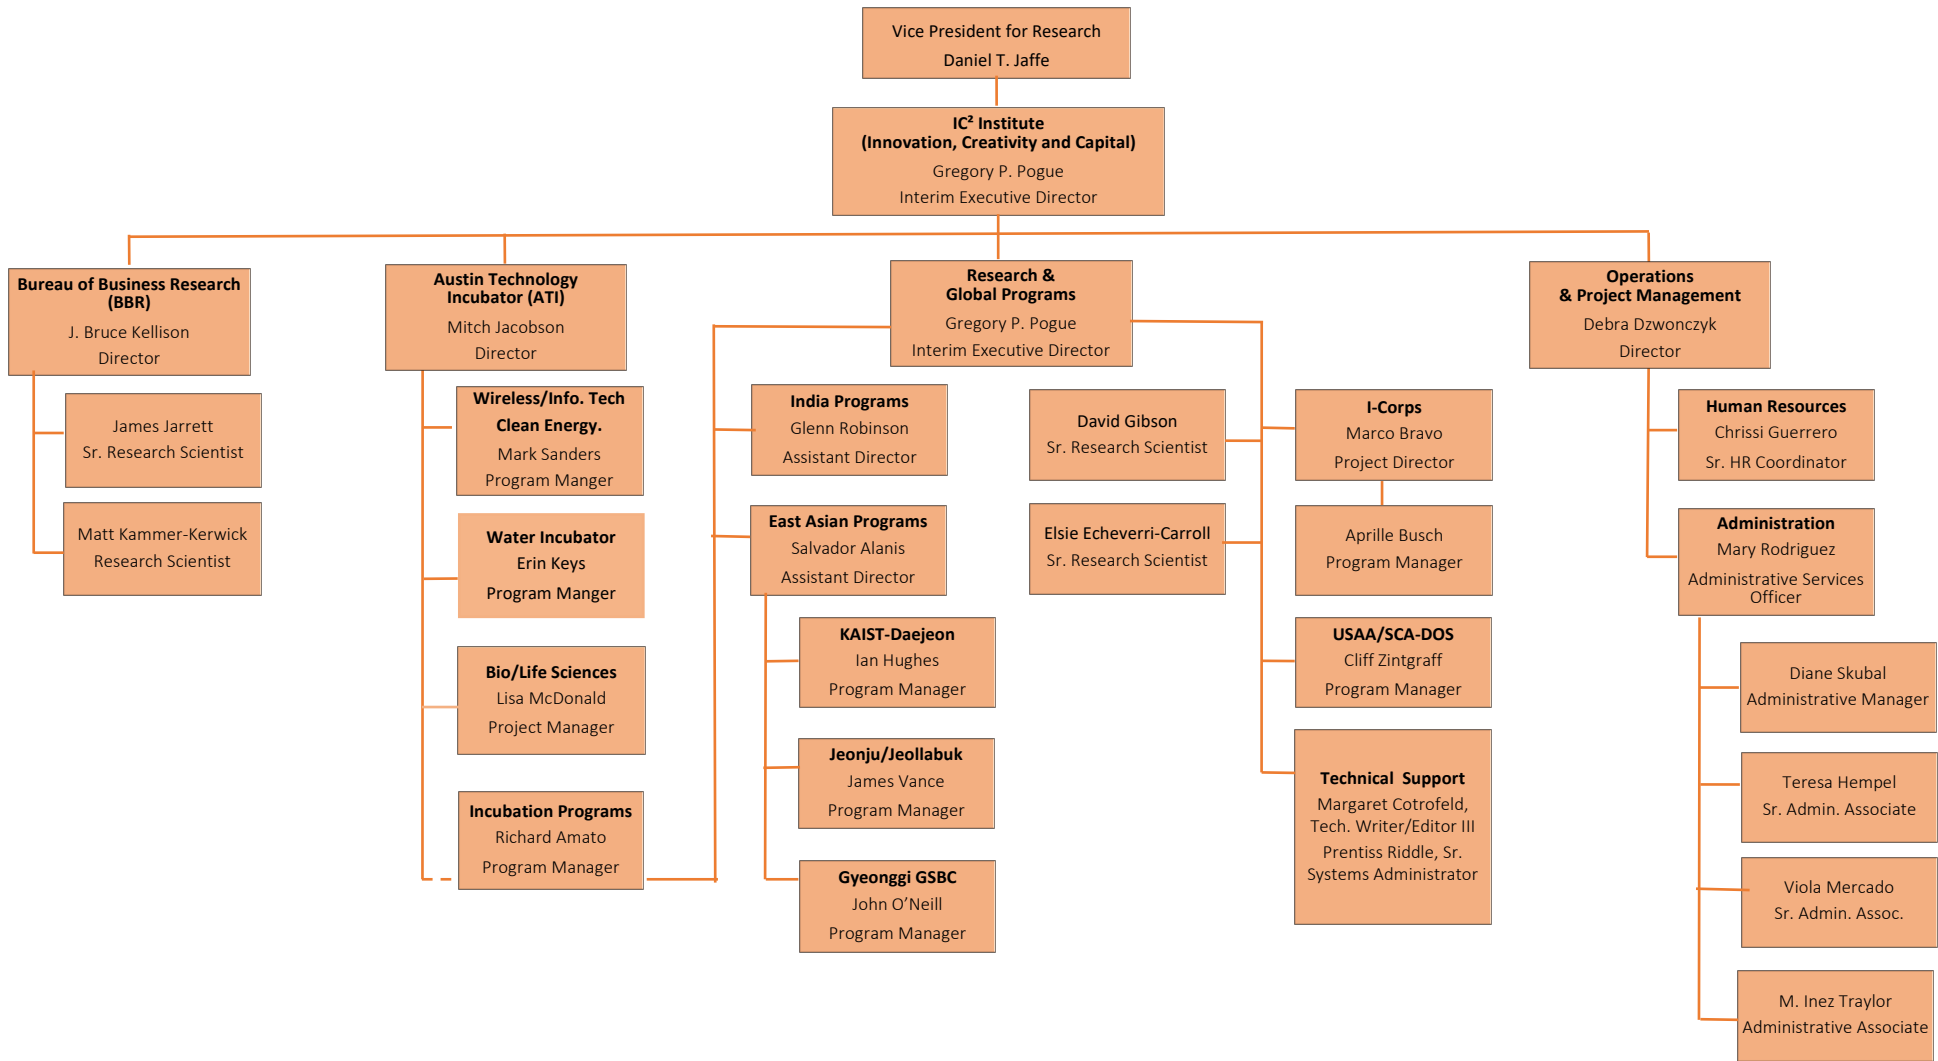 Vice President for Research
Daniel T. Jaffe
IC² Institute
(Innovation, Creativity and Capital)
Gregory P. Pogue
Interim Executive Director
Bureau of Business Research
(BBR)
J. Bruce Kellison
Director
James Jarrett
Sr. Research Scientist
Matt Kammer-Kerwick
Research Scientist
Austin Technology
Incubator (ATI)
Mitch Jacobson
Director
Wireless/Info. Tech
Clean Energy.
Mark Sanders
Program Manger
Water Incubator
Erin Keys
Program Manger
Bio/Life Sciences
Lisa McDonald
Project Manager
Incubation Programs
Richard Amato
Program Manager
Research &
Global Programs
Gregory P. Pogue
Interim Executive Director
India Programs
Glenn Robinson
Assistant Director
East Asian Programs
Salvador Alanis
Assistant Director
KAIST-Daejeon
Ian Hughes
Program Manager
Jeonju/Jeollabuk
James Vance
Program Manager
Gyeonggi GSBC
John O’Neill
Program Manager
David Gibson
Sr. Research Scientist
Elsie Echeverri-Carroll
Sr. Research Scientist
I-Corps
Marco Bravo
Project Director
Aprille Busch
Program Manager
USAA/SCA-DOS
Cliff Zintgraff
Program Manager
Technical Support
Margaret Cotrofeld,
Tech. Writer/Editor III
Prentiss Riddle, Sr.
Systems Administrator
Operations
& Project Management
Debra Dzwonczyk
Director
Human Resources
Chrissi Guerrero
Sr. HR Coordinator
Administration
Mary Rodriguez
Administrative Services
Officer
Diane Skubal
Administrative Manager
Teresa Hempel
Sr. Admin. Associate
Viola Mercado
Sr. Admin. Assoc.
M. Inez Traylor
Administrative Associate